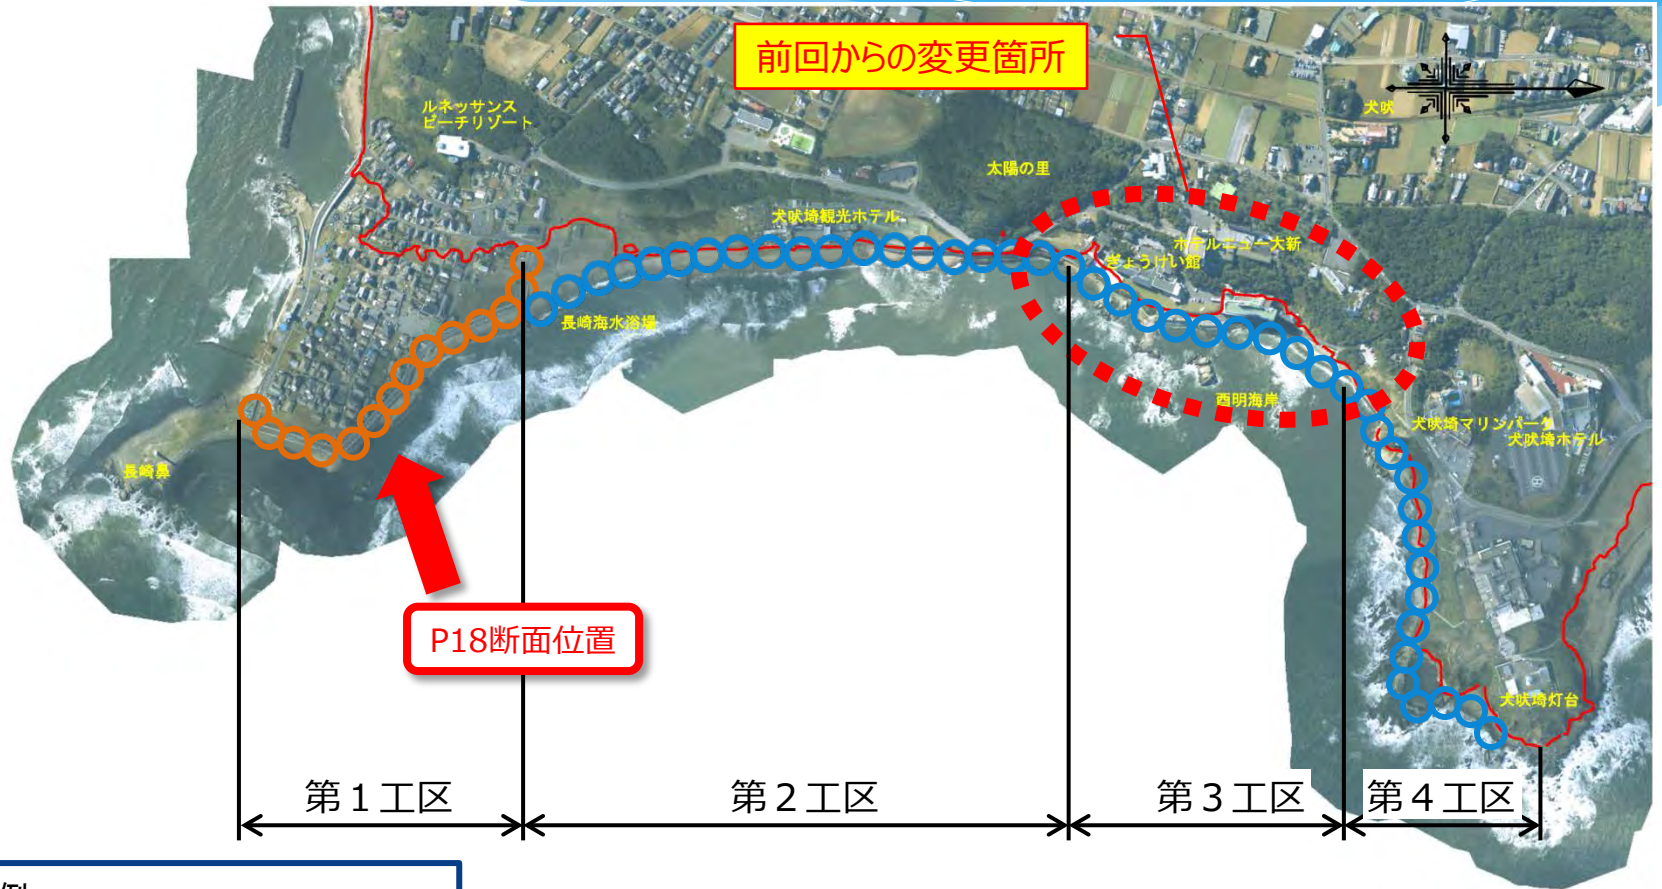 前回からの変更箇所
ルネッサンス
ビーチリゾート
犬吠
太陽の里
犬吠埼観光ホテル
ホテルニュー大新
ぎょうけい館
長崎海水浴場
酉明海岸
犬吠埼マリンパーク
犬吠埼ホテル
長崎鼻
P18断面位置
犬吠埼灯台
第1工区
第2工区
第3工区
第4工区
例